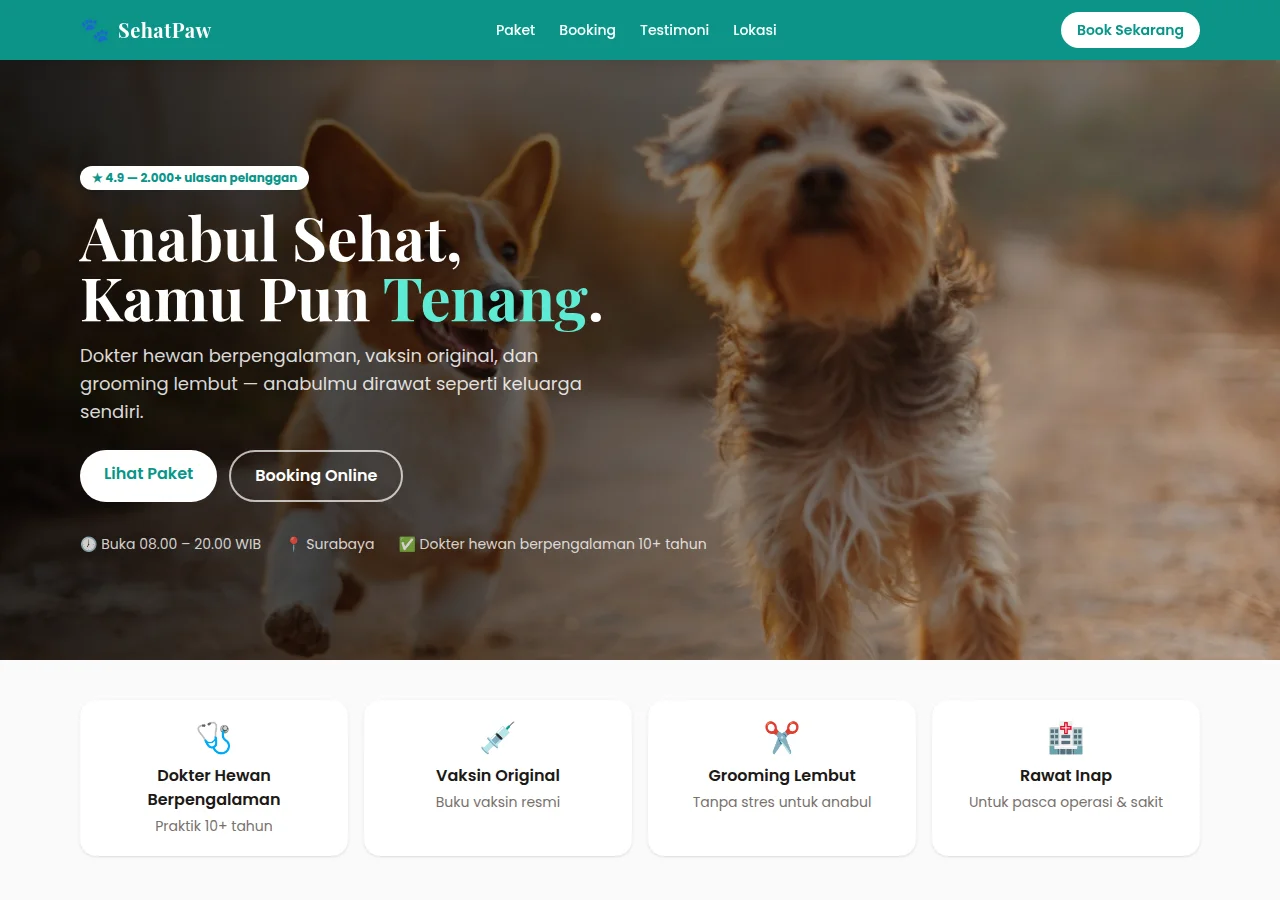 SehatPaw
Paket
Booking
Testimoni
Lokasi
Book Sekarang
★ 4.9 — 2.000+ ulasan pelanggan
Anabul Sehat,
Kamu Pun Tenang.
Dokter hewan berpengalaman, vaksin original, dan
grooming lembut — anabulmu dirawat seperti keluarga
sendiri.
Lihat Paket
Booking Online
Buka 08.00 – 20.00 WIB
Surabaya
Dokter hewan berpengalaman 10+ tahun
Dokter Hewan
Berpengalaman
Praktik 10+ tahun
Vaksin Original
Buku vaksin resmi
Grooming Lembut
Tanpa stres untuk anabul
Rawat Inap
Untuk pasca operasi & sakit